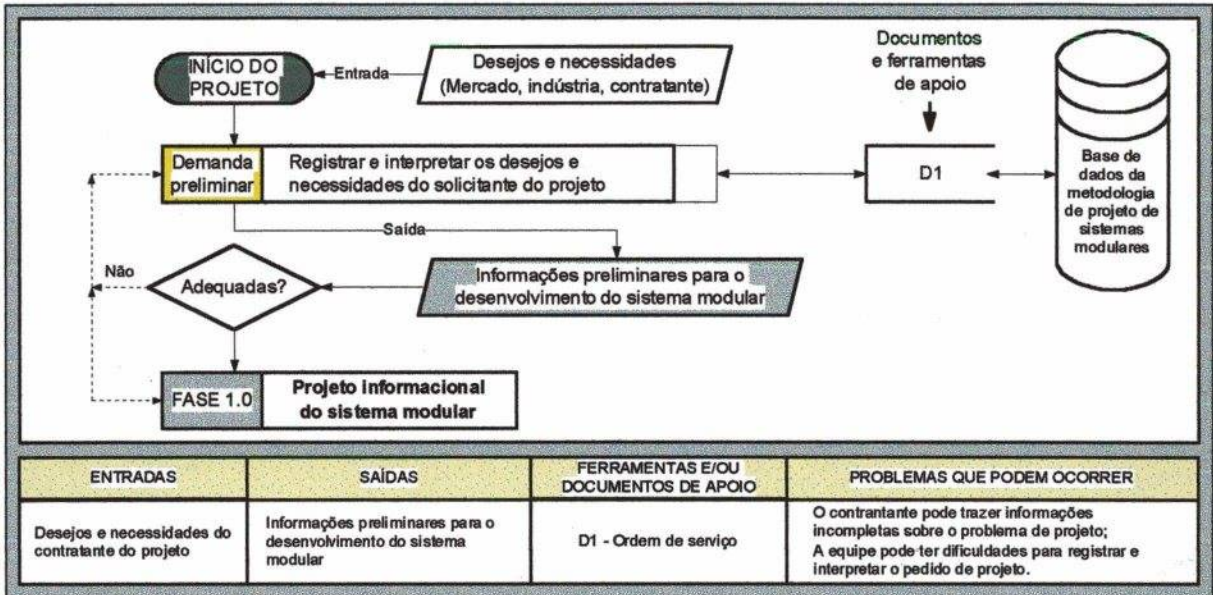 INÍCIO DO
PROJETO
Entrada
Desejos e necessidades
(Mercado, indústria, contratante)
Documentos
e ferramentas
de apoio
Demanda
preliminar
Registrar e interpretar os desejos e
necessidades do solicitante do projeto
D1
Base de
dados da
metodologia
de projeto de
sistemas
modulares
Saída
Não
Adequadas?
Informações preliminares para o
desenvolvimento do sistema modular
FASE 1.0
Projeto informacional
do sistema modular
ENTRADAS
SAÍDAS
FERRAMENTAS E/OU
DOCUMENTOS DE APOIO
PROBLEMAS QUE PODEM OCORRER
Desejos e necessidades do
contratante do projeto
Informações preliminares para o
desenvolvimento do sistema
modular
D1 - Ordem de serviço
O contrantante pode trazer informações
incompletas sobre o problema de projeto;
A equipe pode ter dificuldades para registrar e
interpretar o pedido de projeto.